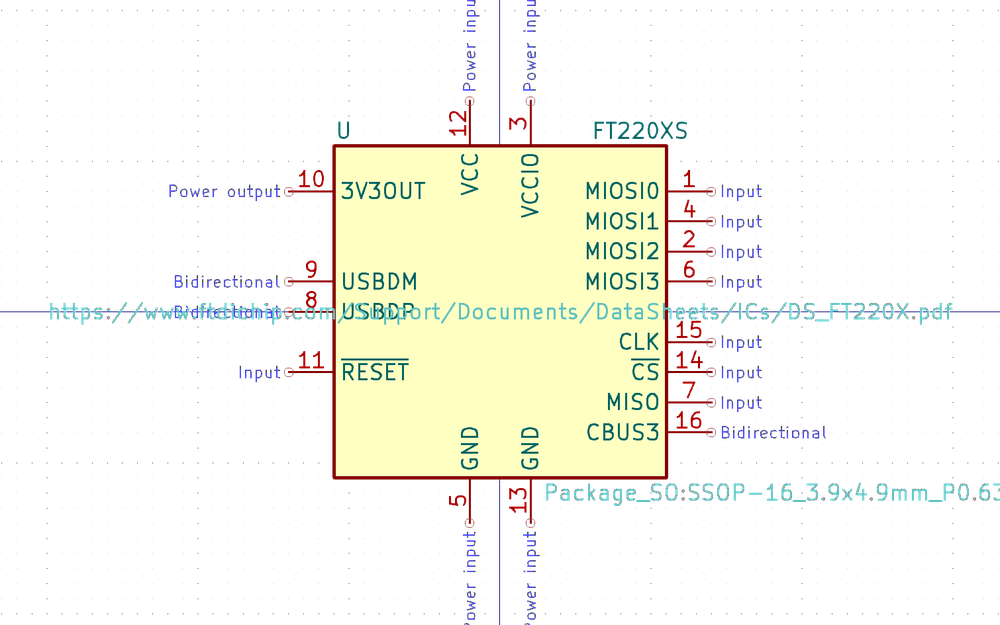 Power input
Power input
12
3
U
FT220XS
VCC
VCCIO
Power output
10
3V3OUT
MIOSI0
1
Input
MIOSI1
4
Input
MIOSI2
2
Input
Bidirectional
9
USBDM
MIOSI3
6
Input
Bidirectional
8
USBDP
https://www.ftdichip.com/Support/Documents/DataSheets/ICs/DS_FT220X.pdf
CLK
15
Input
Input
11
RESET
CS
14
Input
MISO
7
Input
CBUS3
16
Bidirectional
GND
GND
5
13
Package_SO:SSOP-16_3.9x4.9mm_P0.63
Power input
Power input